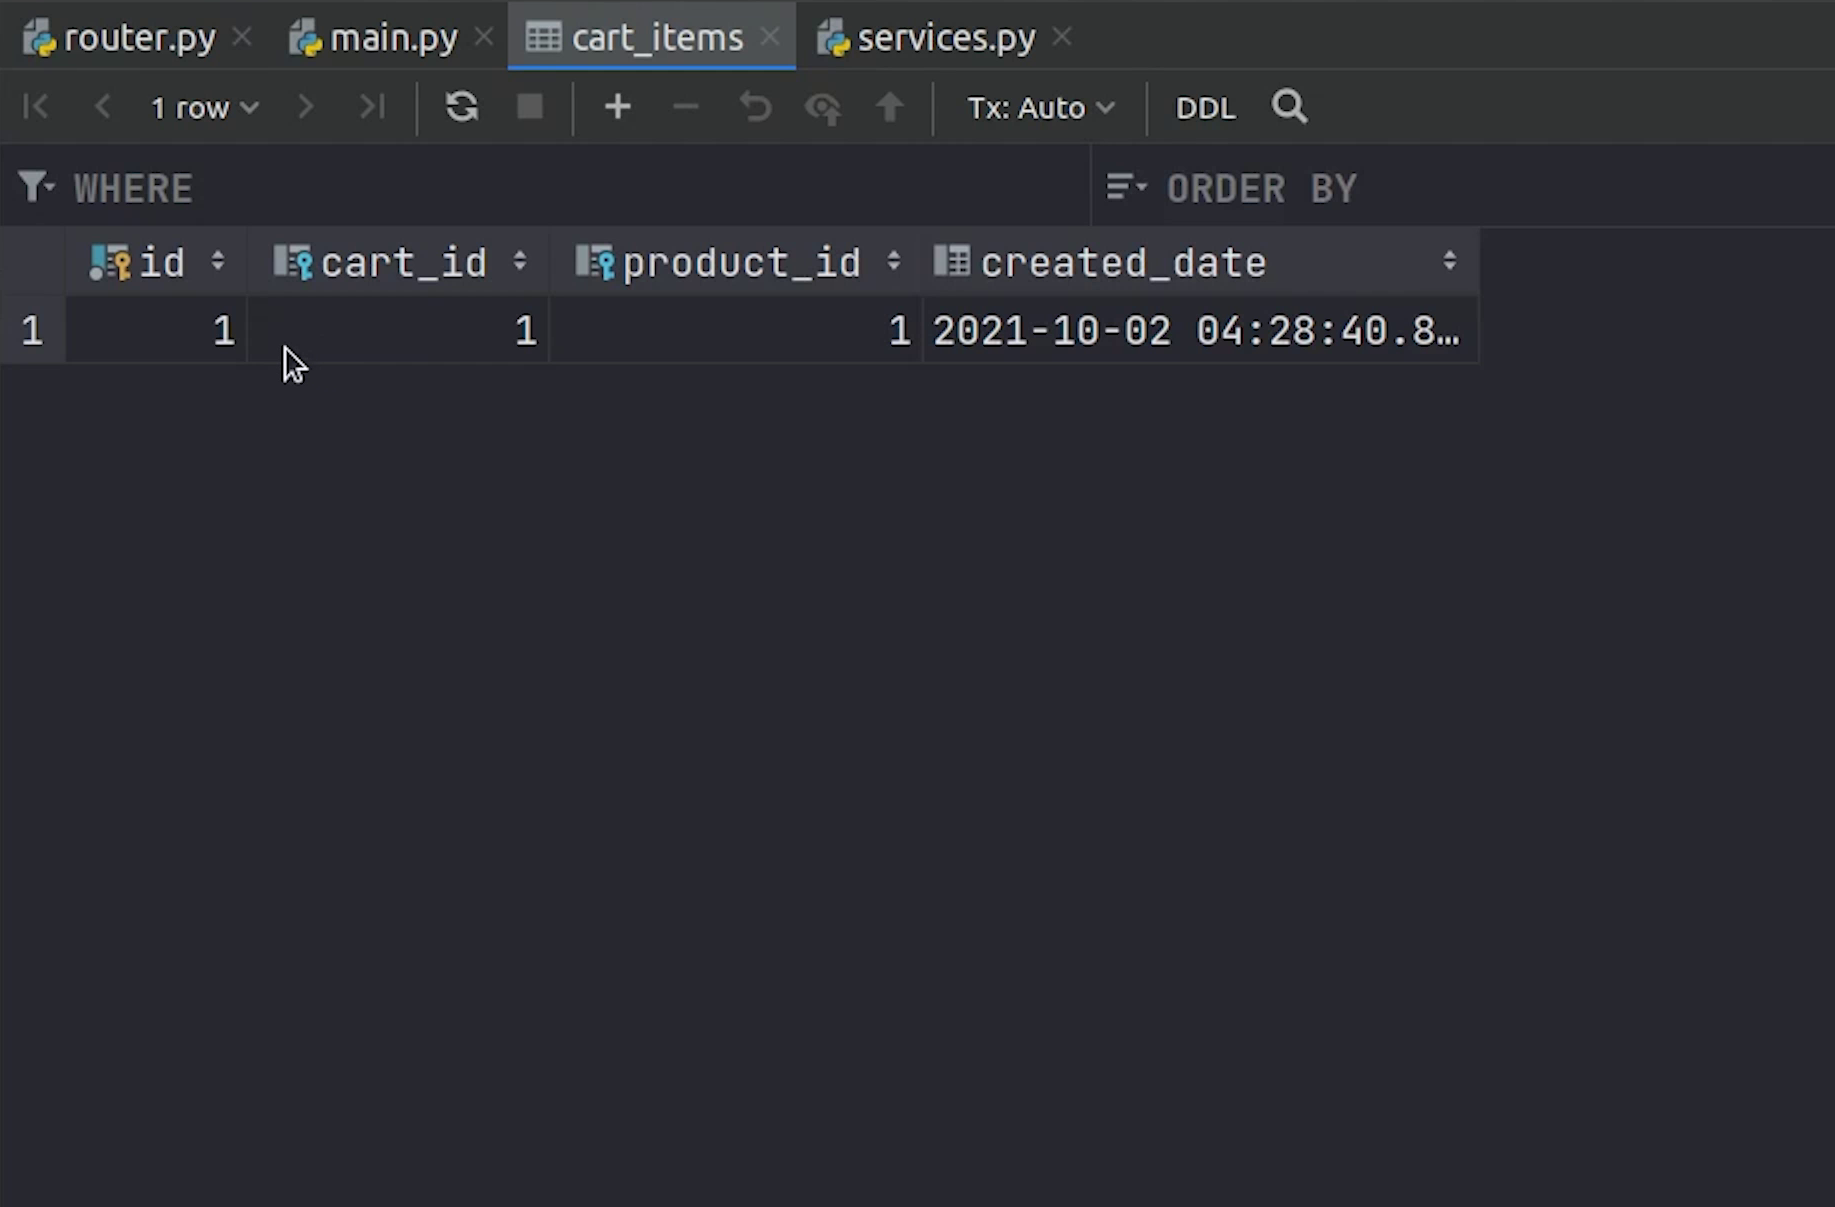 router.py main.py cart_items services.py
1 row Tx: Auto DDL
WHERE ORDER BY
id cart_id product_id created_date
1 1 1 1 2021-10-02 04:28:40.8…